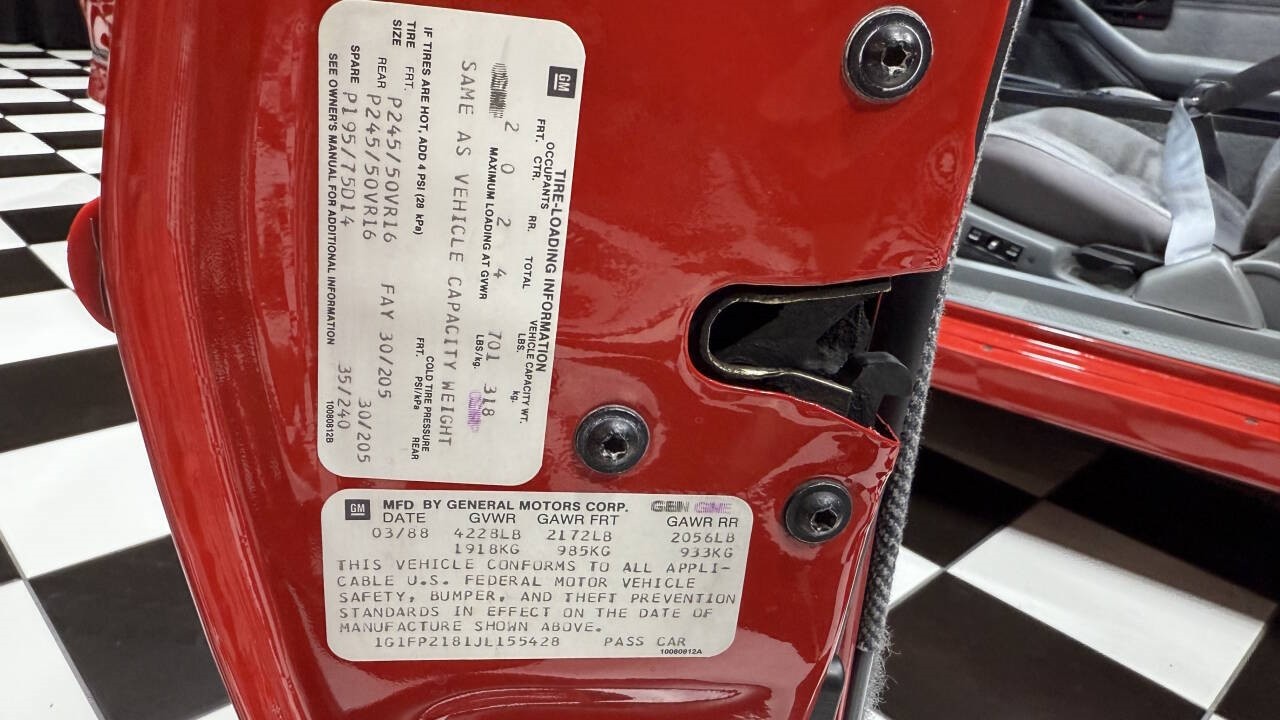 GM
TIRE-LOADING INFORMATION
OCCUPANTS VEHICLE CAPACITY WT.
FRT. CTR. RR. TOTAL LBS. kg.
2 0 2 4 701 318
MAXIMUM LOADING AT GVWR LBS/kg.
SAME AS VEHICLE CAPACITY WEIGHT
COLD TIRE PRESSURE
FRT. PSI/kPa REAR
IF TIRES ARE HOT, ADD 4 PSI (28 kPa)
TIRE SIZE
FRT. P245/50VR16 FAY 30/205
REAR P245/50VR16 30/205
SPARE P195/75D14 35/240
SEE OWNER'S MANUAL FOR ADDITIONAL INFORMATION 10080812B
GM MFD BY GENERAL MOTORS CORP.
DATE GVWR GAWR FRT GAWR RR
03/88 4228LB 2172LB 2056LB
1918KG 985KG 933KG
THIS VEHICLE CONFORMS TO ALL APPLI-
CABLE U.S. FEDERAL MOTOR VEHICLE
SAFETY, BUMPER, AND THEFT PREVENTION
STANDARDS IN EFFECT ON THE DATE OF
MANUFACTURE SHOWN ABOVE.
1G1FP2181JL155428 PASS CAR
10080812A